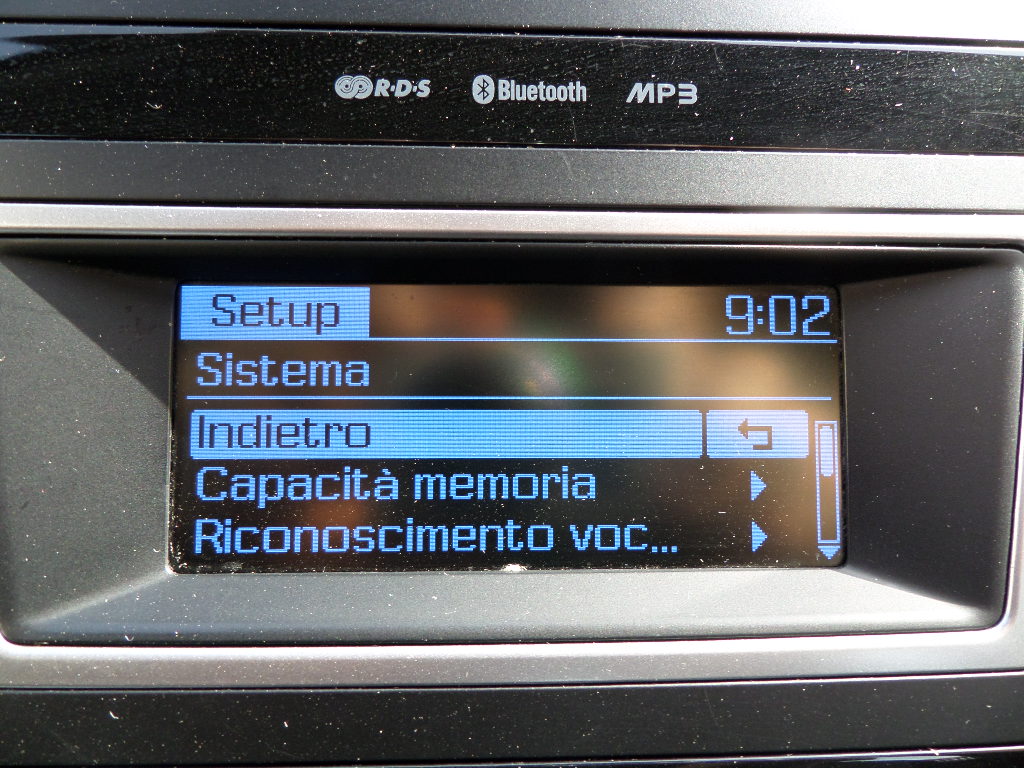 R·D·S Bluetooth MP3
Setup 9:02
Sistema
Indietro
Capacità memoria
Riconoscimento voc...